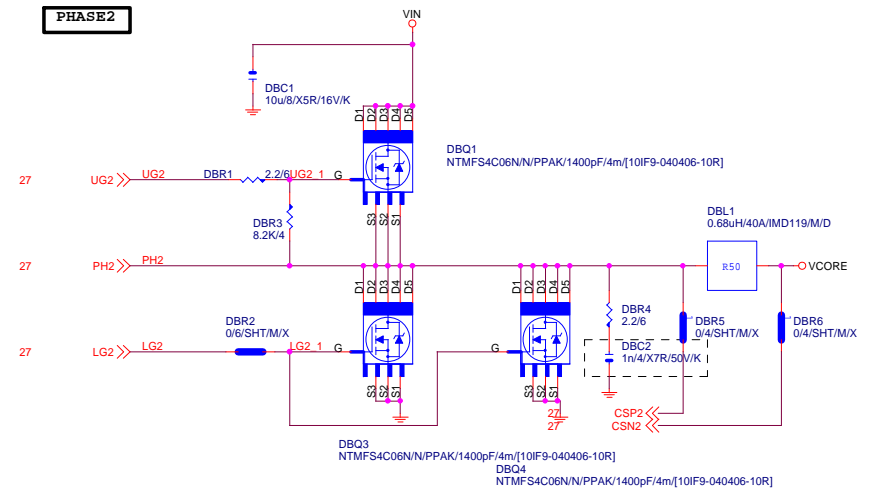 PHASE2
VIN
DBC1
10u/8/X5R/16V/K
D1
D2
D3
D4
D5
DBQ1
NTMFS4C06N/N/PPAK/1400pF/4m/[10IF9-040406-10R]
27
UG2
UG2
DBR1
2.2/6
UG2_1
G
S3
S2
S1
DBR3
8.2K/4
DBL1
0.68uH/40A/IMD119/M/D
27
PH2
PH2
R50
VCORE
D1
D2
D3
D4
D5
D1
D2
D3
D4
D5
DBR2
0/6/SHT/M/X
DBR4
2.2/6
DBR5
0/4/SHT/M/X
DBR6
0/4/SHT/M/X
27
LG2
LG2
LG2_1
G
G
DBC2
1n/4/X7R/50V/K
S3
S2
S1
S3
S2
S1
27
CSP2
27
CSN2
DBQ3
NTMFS4C06N/N/PPAK/1400pF/4m/[10IF9-040406-10R]
DBQ4
NTMFS4C06N/N/PPAK/1400pF/4m/[10IF9-040406-10R]